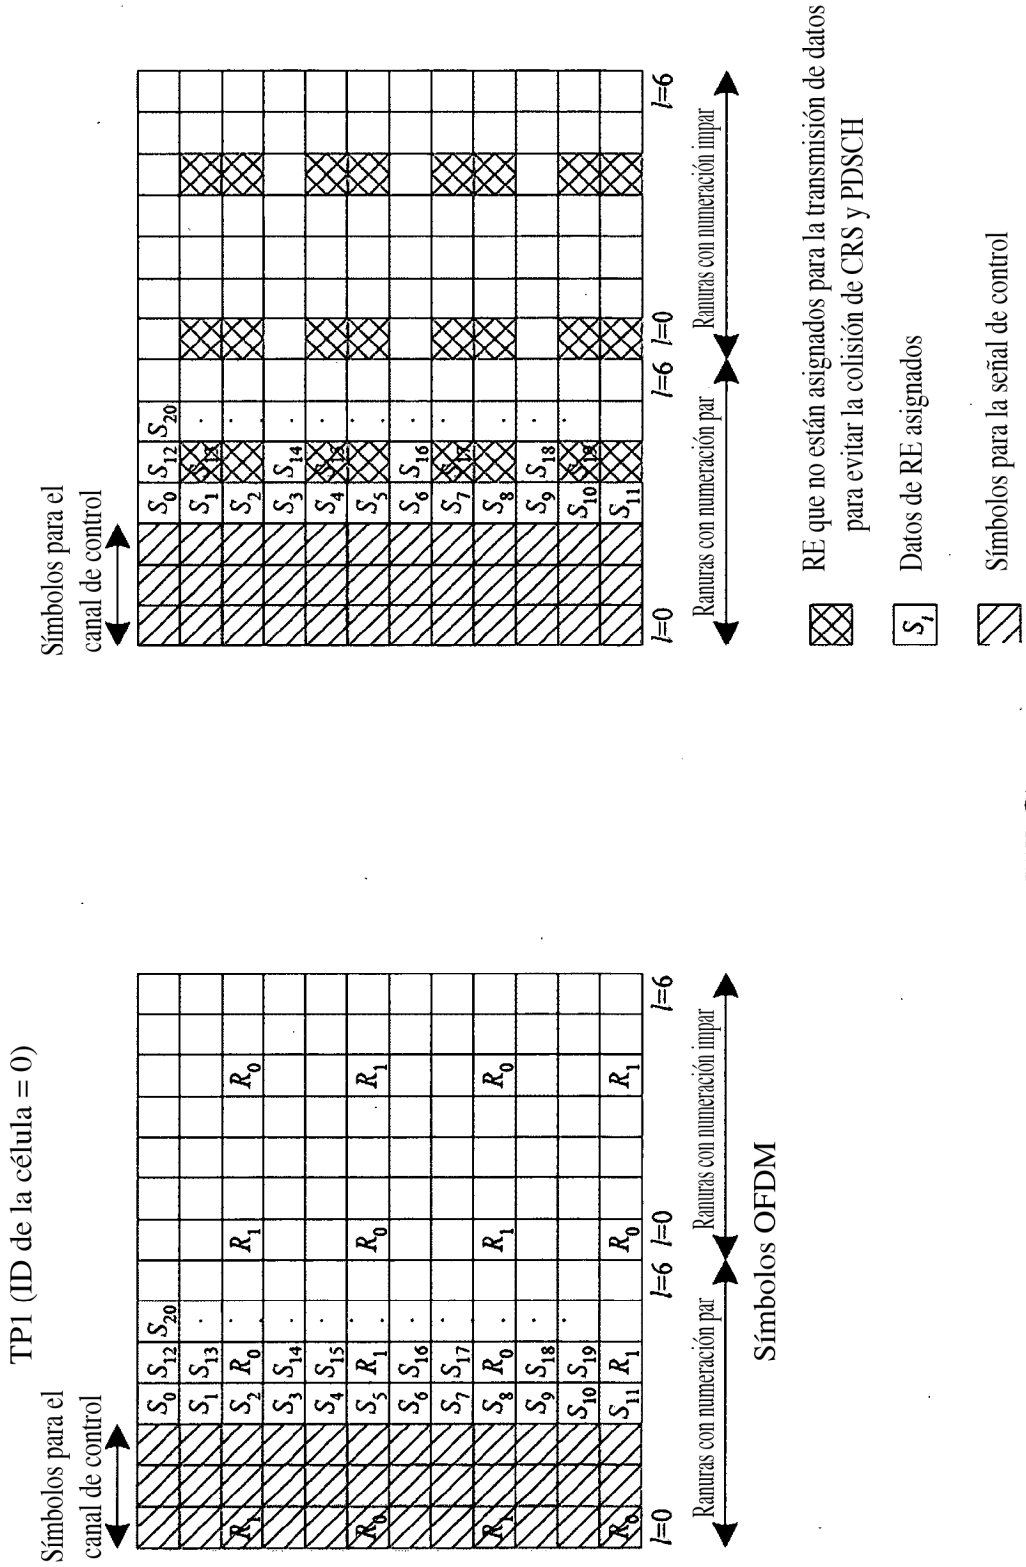 TP1 (ID de la célula = 0)
Símbolos para el
canal de control
S0 S12 S20
S1 S13 .
R1 S2 R0 . R1 R0
S3 S14 .
S4 S15 .
R0 S5 R1 . R0 R1
S6 S16 .
S7 S17 .
R1 S8 R0 . R1 R0
S9 S18 .
S10 S19 .
R0 S11 R1 R0 R1
l=0 l=6 l=0 l=6
Ranuras con numeración par Ranuras con numeración impar
Símbolos OFDM
Símbolos para el
canal de control
S0 S12 S20
S1 S13 .
S2 .
S3 S14 .
S4 S15 .
S5 .
S6 S16 .
S7 S17 .
S8 .
S9 S18 .
S10 S19 .
S11
l=0 l=6 l=0 l=6
Ranuras con numeración par Ranuras con numeración impar
RE que no están asignados para la transmisión de datos
para evitar la colisión de CRS y PDSCH
Si Datos de RE asignados
Símbolos para la señal de control